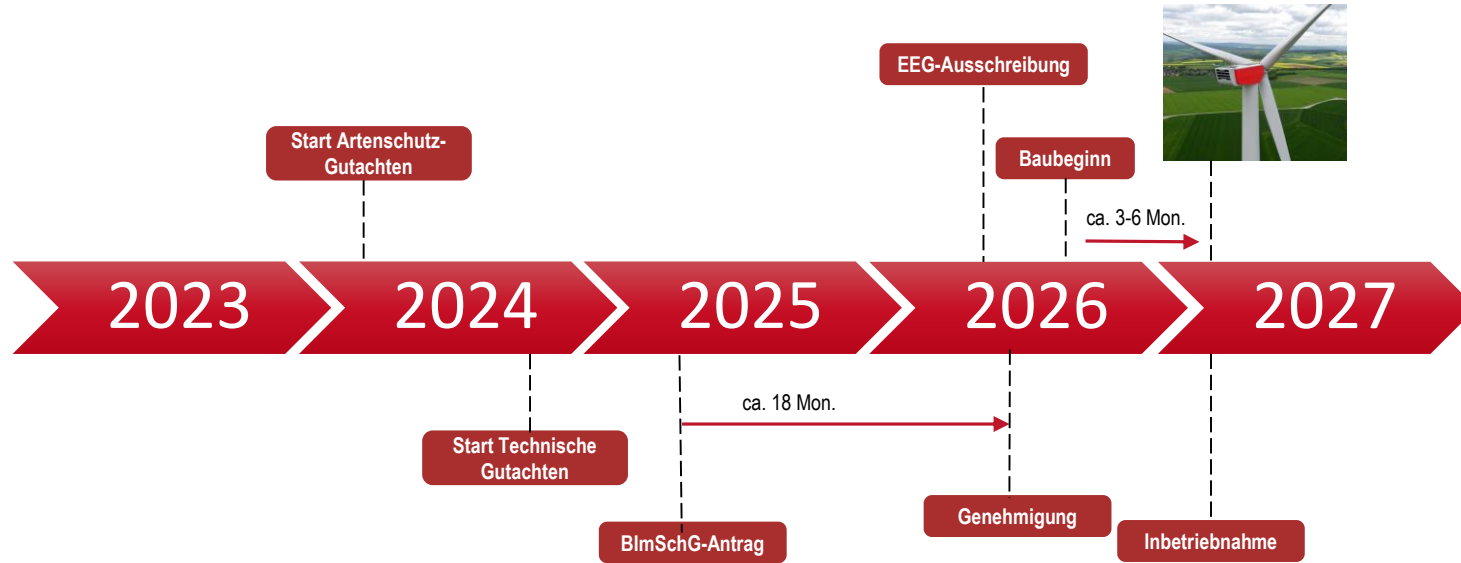 EEG-Ausschreibung
Start Artenschutz-
Gutachten
Baubeginn
ca. 3-6 Mon.
2023
2024
2025
2026
2027
ca. 18 Mon.
Start Technische
Gutachten
BImSchG-Antrag
Genehmigung
Inbetriebnahme